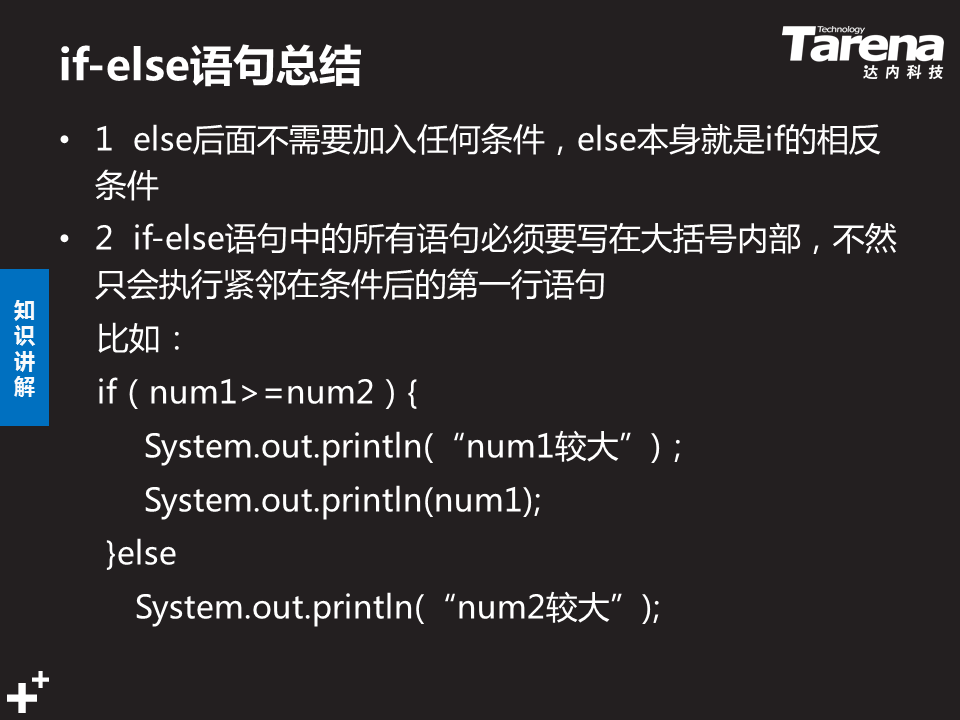 if-else语句总结
Technology
Tarena
达内科技
• 1 else后面不需要加入任何条件，else本身就是if的相反
条件
• 2 if-else语句中的所有语句必须要写在大括号内部，不然
只会执行紧邻在条件后的第一行语句
知识讲解
比如：
if（num1>=num2）{
System.out.println(“num1较大”)；
System.out.println(num1);
}else
System.out.println(“num2较大”);